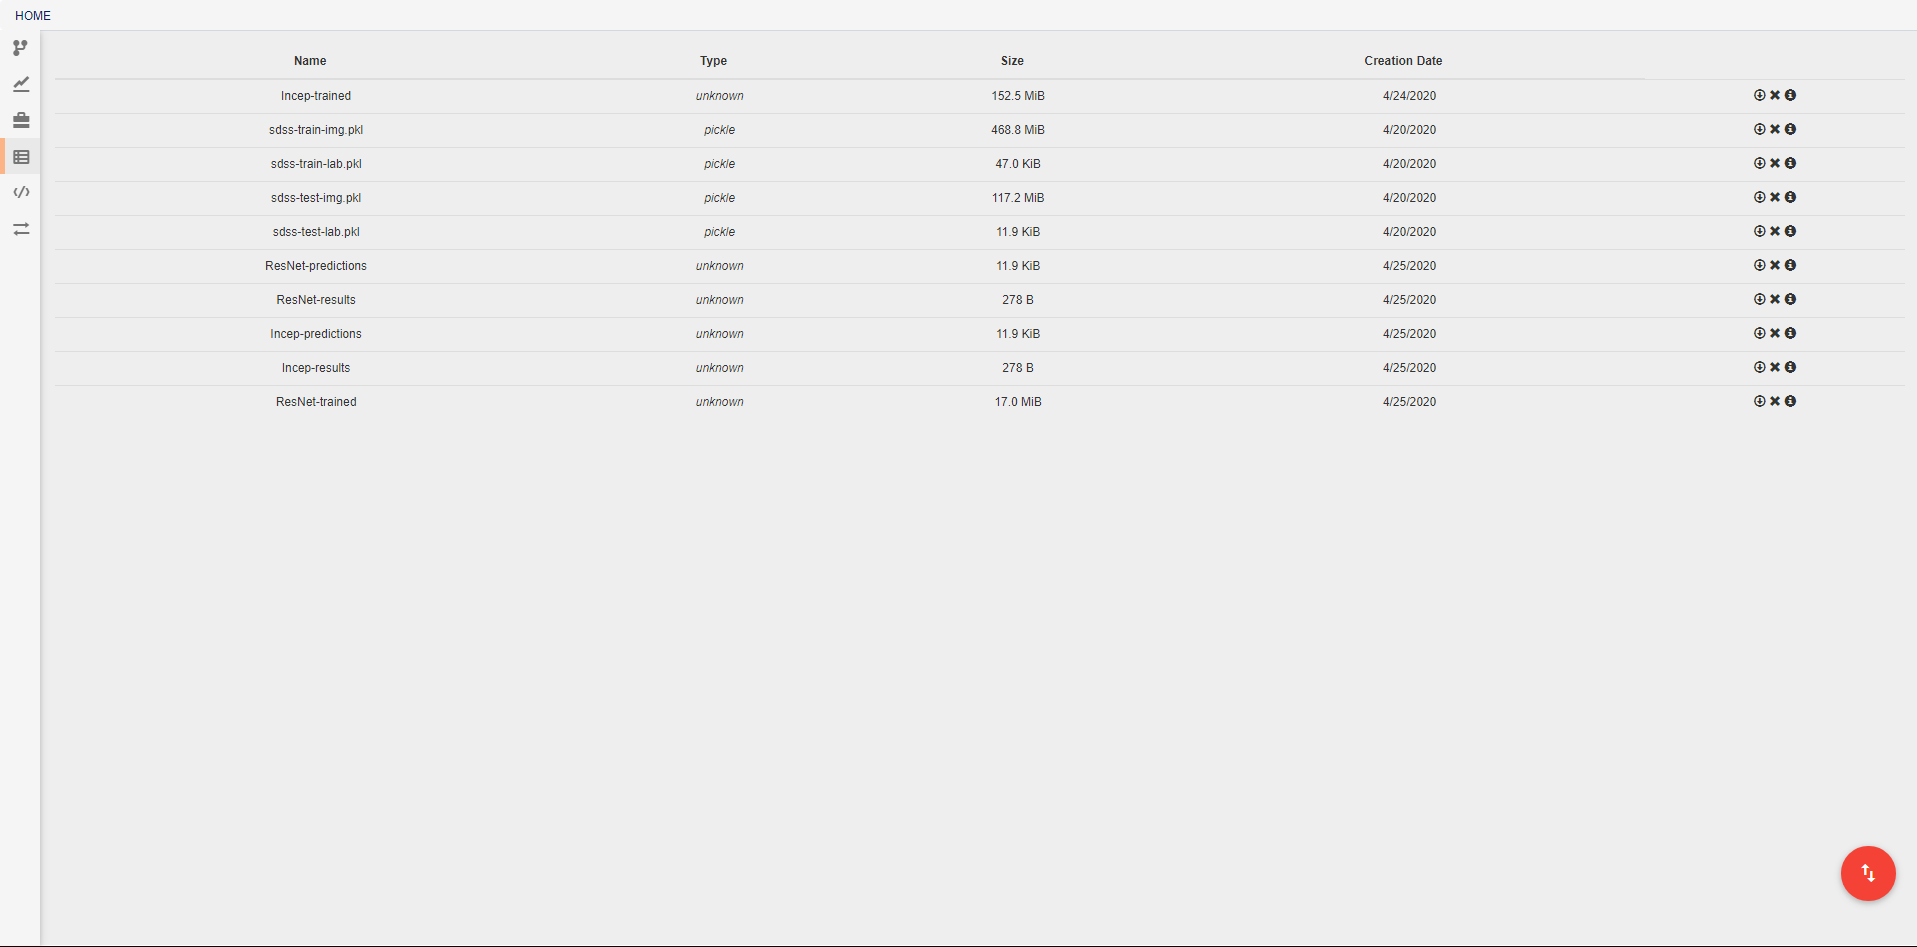 HOME
Name Type Size Creation Date
Incep-trained unknown 152.5 MiB 4/24/2020
sdss-train-img.pkl pickle 468.8 MiB 4/20/2020
sdss-train-lab.pkl pickle 47.0 KiB 4/20/2020
sdss-test-img.pkl pickle 117.2 MiB 4/20/2020
sdss-test-lab.pkl pickle 11.9 KiB 4/20/2020
ResNet-predictions unknown 11.9 KiB 4/25/2020
ResNet-results unknown 278 B 4/25/2020
Incep-predictions unknown 11.9 KiB 4/25/2020
Incep-results unknown 278 B 4/25/2020
ResNet-trained unknown 17.0 MiB 4/25/2020